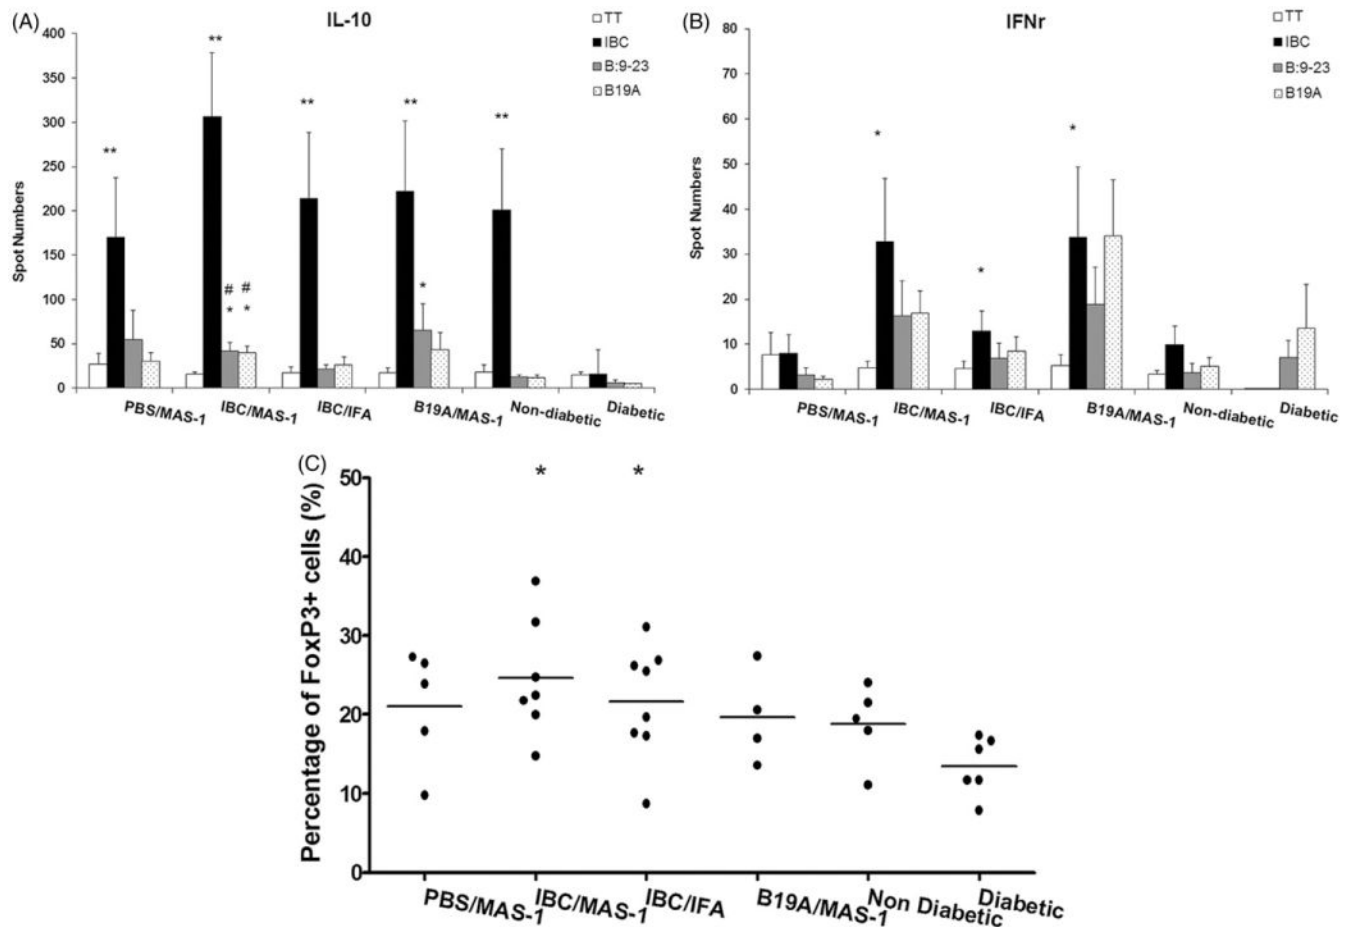 (A)
IL-10
TT
IBC
B:9-23
B19A
400
350
300
250
200
150
100
50
0
Spot Numbers
**
**
**
**
**
# #
* *
*
PBS/MAS-1
IBC/MAS-1
IBC/IFA
B19A/MAS-1
Non-diabetic
Diabetic
(B)
IFNr
TT
IBC
B:9-23
B19A
80
70
60
50
40
30
20
10
0
Spot Numbers
*
*
*
PBS/MAS-1
IBC/MAS-1
IBC/IFA
B19A/MAS-1
Non-diabetic
Diabetic
(C)
50
40
30
20
10
0
Percentage of FoxP3+ cells (%)
* *
PBS/MAS-1
IBC/MAS-1
IBC/IFA
B19A/MAS-1
Non Diabetic
Diabetic